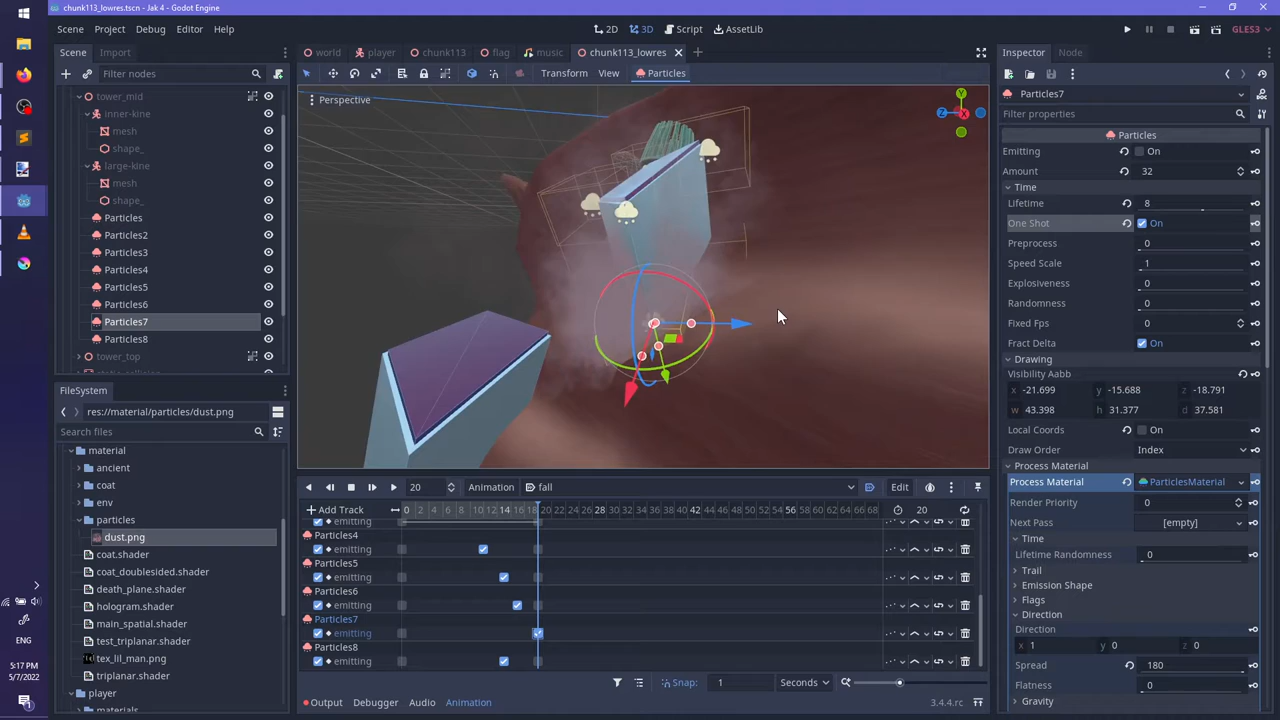 chunk113_lowres.tscn - Jak 4 - Godot Engine
Scene Project Debug Editor Help
2D 3D Script AssetLib
GLES3
Scene Import
world player chunk113 flag music chunk113_lowres
Inspector Node
Filter nodes
Transform View Particles
Perspective
Y
Z X
tower_mid
inner-kine
mesh
shape_
large-kine
mesh
shape_
Particles
Particles2
Particles3
Particles4
Particles5
Particles6
Particles7
Particles8
tower_top
FileSystem
res://material/particles/dust.png
Search files
material
ancient
coat
env
particles
dust.png
coat.shader
coat_doublesided.shader
death_plane.shader
hologram.shader
main_spatial.shader
test_triplanar.shader
tex_lil_man.png
triplanar.shader
player
materials
20 Animation fall Edit
Add Track 0 2 4 6 8 10 12 14 16 18 20 22 24 26 28 30 32 34 36 38 40 42 44 46 48 50 52 54 56 58 60 62 64 66 68 20
emitting
Particles4
emitting
Particles5
emitting
Particles6
emitting
Particles7
emitting
Particles8
emitting
Snap: 1 Seconds
Output Debugger Audio Animation 3.4.4.rc
Particles7
Filter properties
Particles
Emitting On
Amount 32
Time
Lifetime 8
One Shot On
Preprocess 0
Speed Scale 1
Explosiveness 0
Randomness 0
Fixed Fps 0
Fract Delta On
Drawing
Visibility Aabb
x -21.699 y -15.688 z -18.791
w 43.398 h 31.377 d 37.581
Local Coords On
Draw Order Index
Process Material
Process Material ParticlesMaterial
Render Priority 0
Next Pass [empty]
Time
Lifetime Randomness 0
Trail
Emission Shape
Flags
Direction
Direction
x 1 y 0 z 0
Spread 180
Flatness 0
Gravity
ENG
5:17 PM
5/7/2022